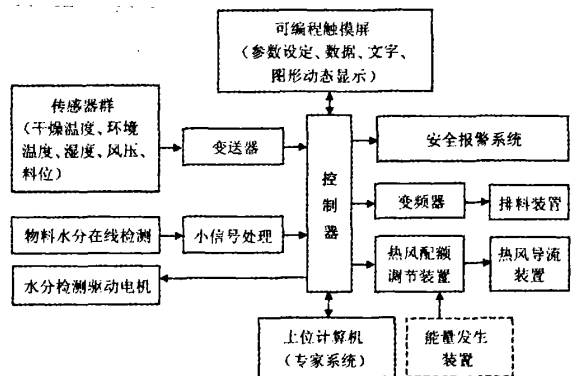 可编程触摸屏
（参数设定、数据、文字、
图形动态显示）
传感器群
（干燥温度、环境
温度、湿度、风压、
料位）
变送器
控
制
器
安全报警系统
变频器
排料装置
物料水分在线检测
小信号处理
热风配额
调节装置
热风导流
装置
水分检测驱动电机
上位计算机
（专家系统）
能量发生
装置